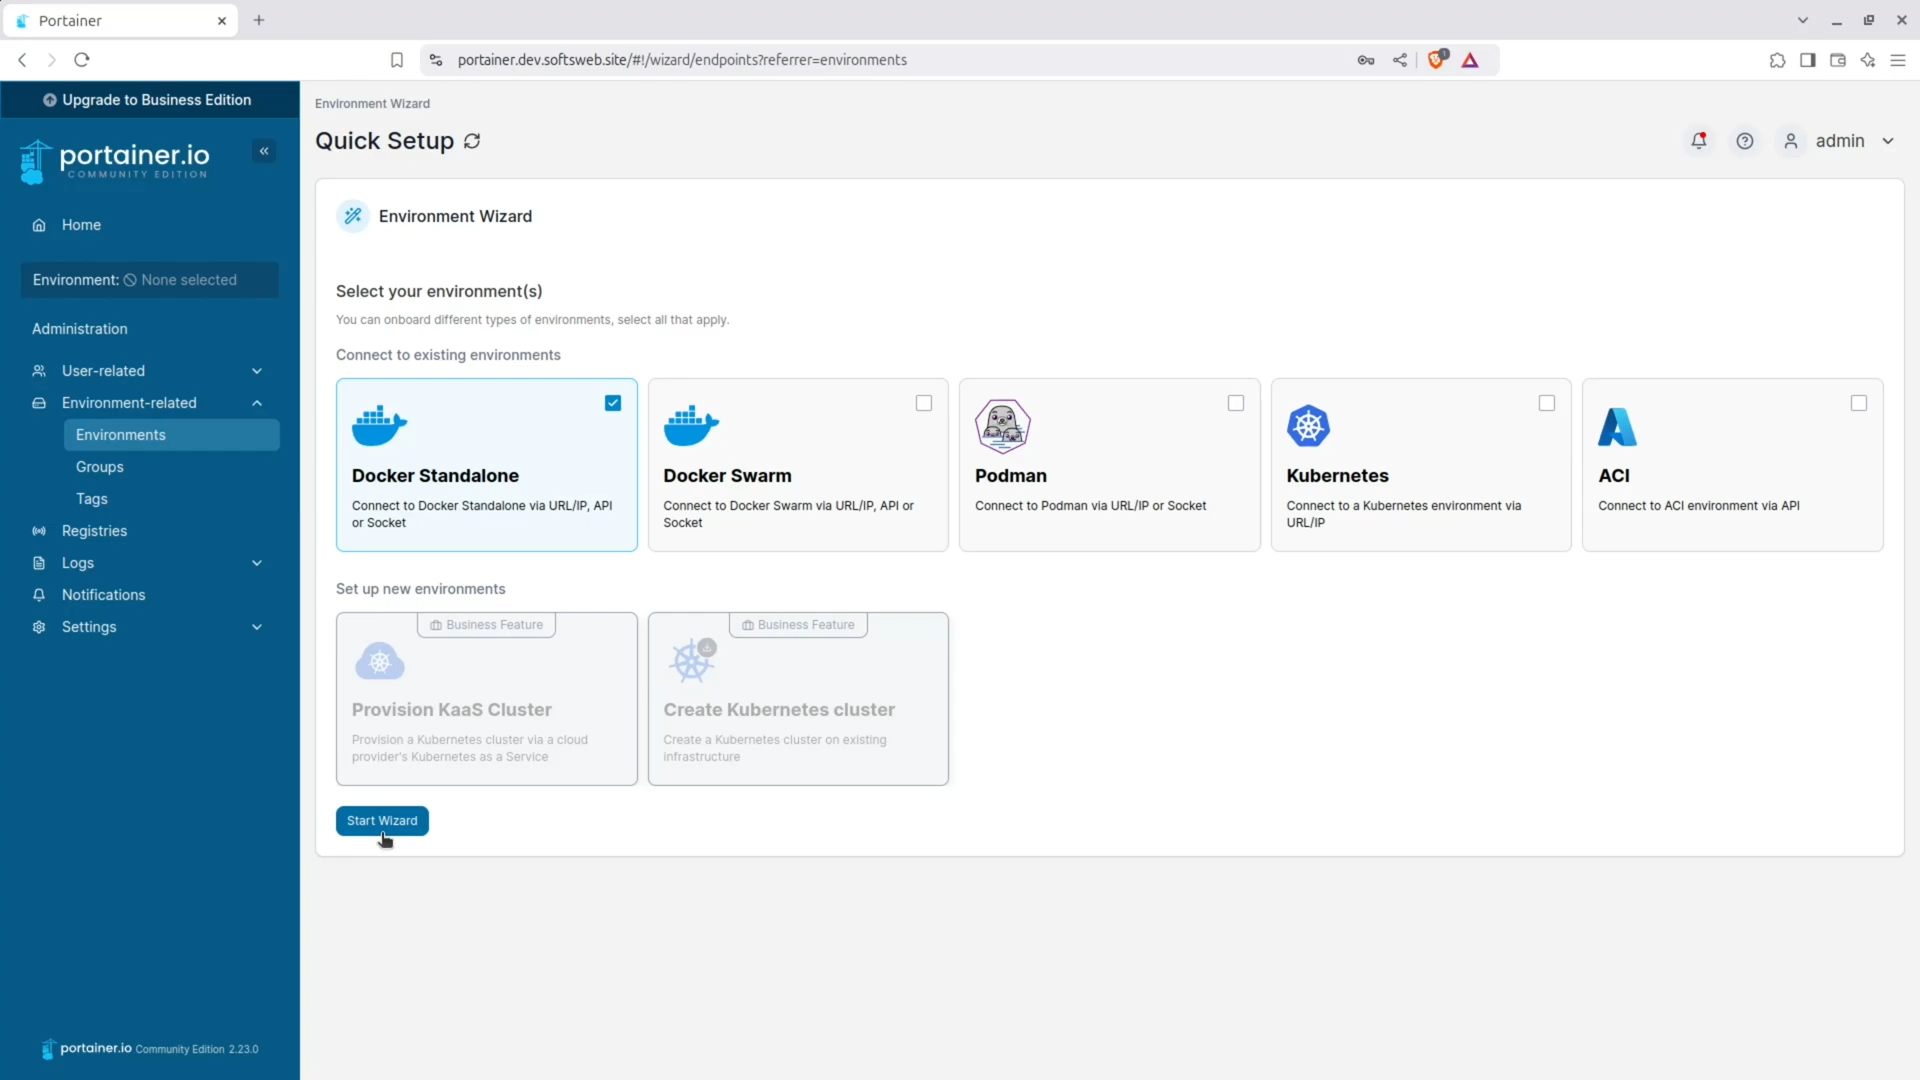 Portainer
portainer.dev.softsweb.site/#!/wizard/endpoints?referrer=environments
1
Upgrade to Business Edition
portainer.io
COMMUNITY EDITION
Home
Environment: None selected
Administration
User-related
Environment-related
Environments
Groups
Tags
Registries
Logs
Notifications
Settings
portainer.io Community Edition 2.23.0
Environment Wizard
Quick Setup
admin
Environment Wizard
Select your environment(s)
You can onboard different types of environments, select all that apply.
Connect to existing environments
Docker Standalone
Connect to Docker Standalone via URL/IP, API
or Socket
Docker Swarm
Connect to Docker Swarm via URL/IP, API or
Socket
Podman
Connect to Podman via URL/IP or Socket
Kubernetes
Connect to a Kubernetes environment via
URL/IP
ACI
Connect to ACI environment via API
Set up new environments
Business Feature
Provision KaaS Cluster
Provision a Kubernetes cluster via a cloud
provider's Kubernetes as a Service
Business Feature
Create Kubernetes cluster
Create a Kubernetes cluster on existing
infrastructure
Start Wizard